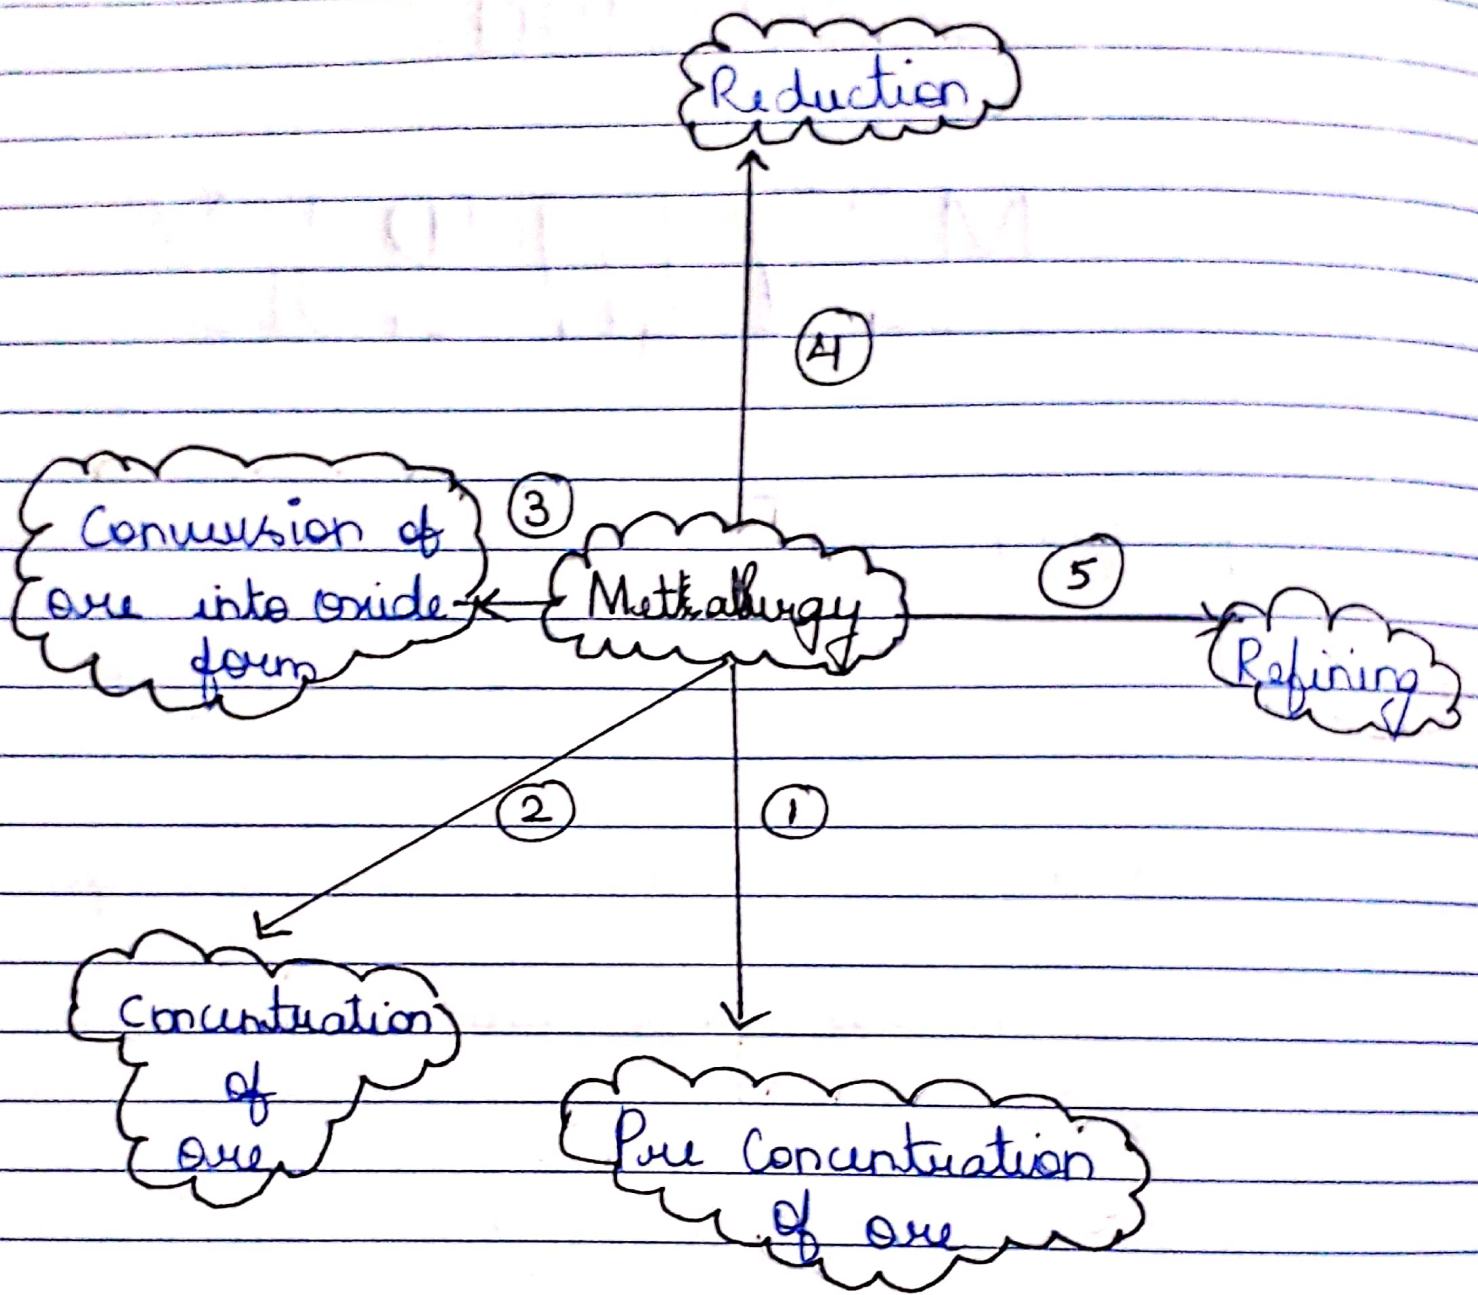 Reduction
4
3
Conversion of
ore into oxide
form
Metallurgy
5
Refining
2
1
Concentration
of
ore
Pre Concentration
of ore